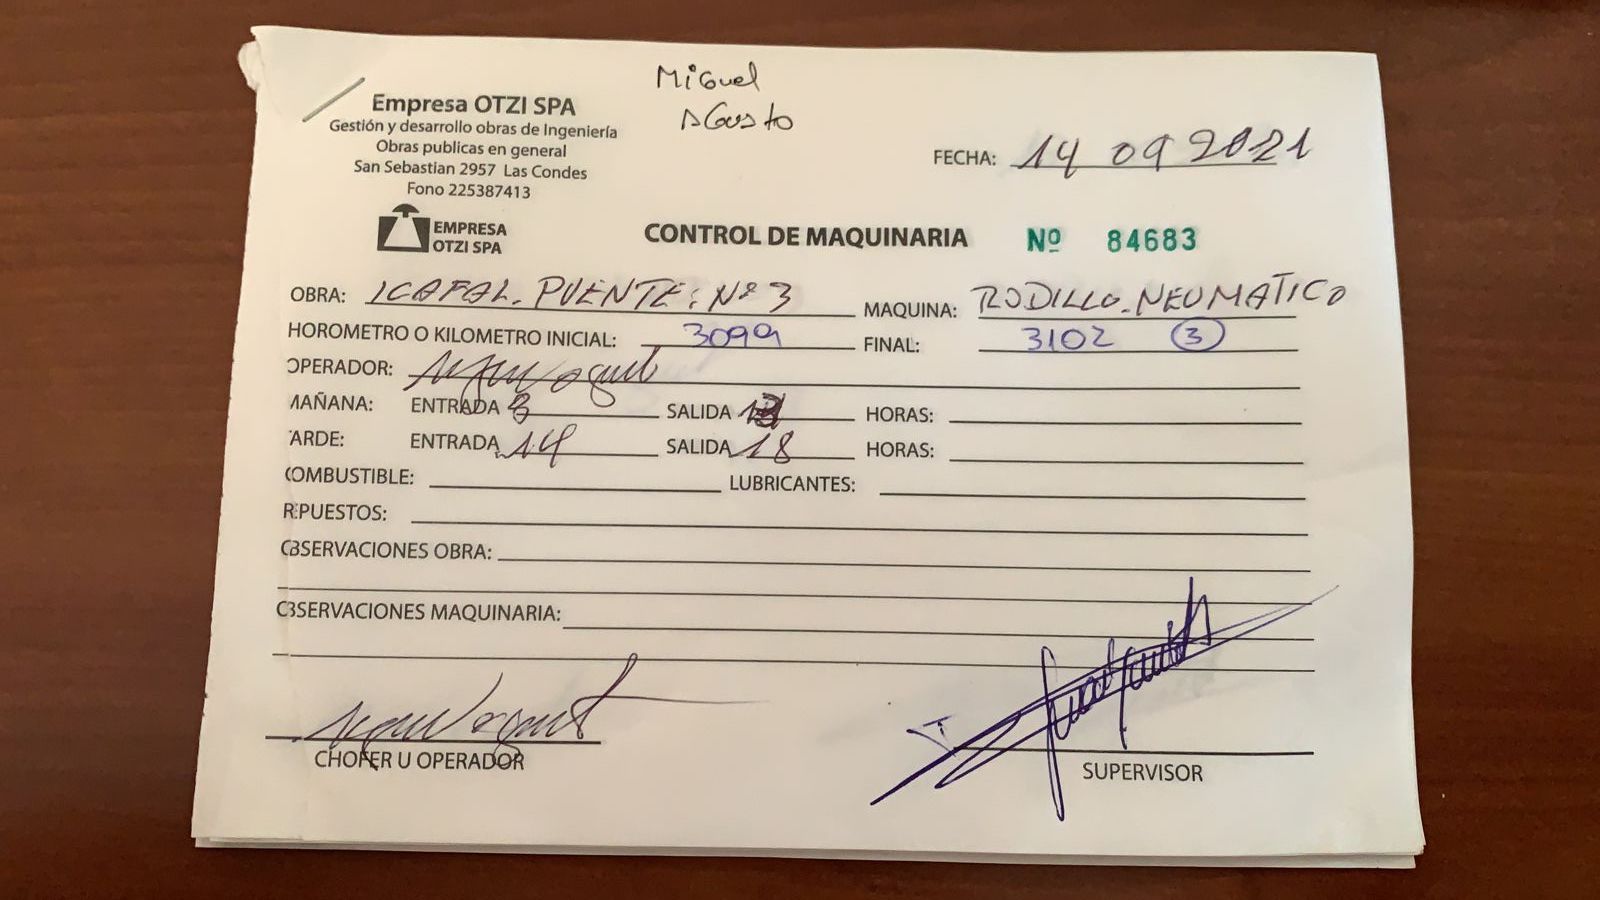 Miguel
Agusto
Empresa OTZI SPA
Gestión y desarrollo obras de Ingeniería
Obras publicas en general
San Sebastian 2957 Las Condes
Fono 225387413
EMPRESA
OTZI SPA
FECHA: 14 09 2021
CONTROL DE MAQUINARIA Nº 84683
OBRA: ICAFAL. PUENTE: Nº 3 MAQUINA: RODILLO. NEUMATICO
HOROMETRO O KILOMETRO INICIAL: 3099 FINAL: 3102 3
OPERADOR:
MAÑANA: ENTRADA 8 SALIDA 13 HORAS:
TARDE: ENTRADA 14 SALIDA 18 HORAS:
COMBUSTIBLE: LUBRICANTES:
REPUESTOS:
OBSERVACIONES OBRA:
OBSERVACIONES MAQUINARIA:
CHOFER U OPERADOR
SUPERVISOR